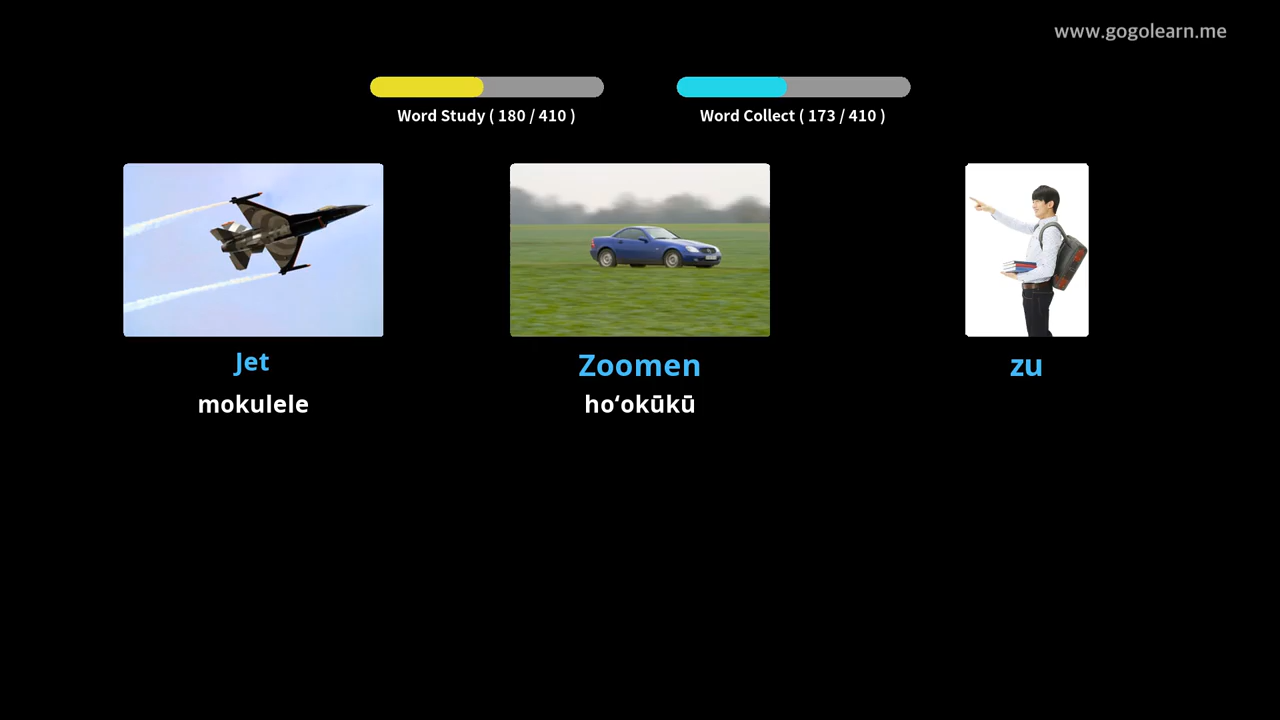 www.gogolearn.me
Word Study ( 180 / 410 )
Word Collect ( 173 / 410 )
Jet
Zoomen
zu
mokulele
hoʻokūkū